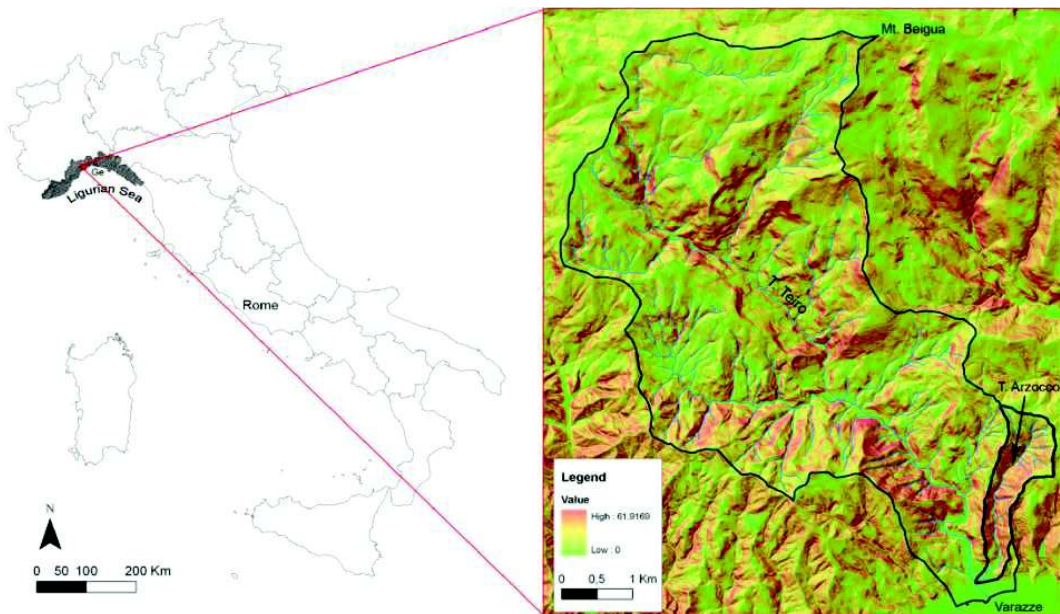 Ge
Ligurian Sea
Rome
N
0 50 100 200 Km
Mt. Beigua
T. Teiro
T. Arzocco
Legend
Value
High : 61.9169
Low : 0
0 0,5 1 Km
Varazze